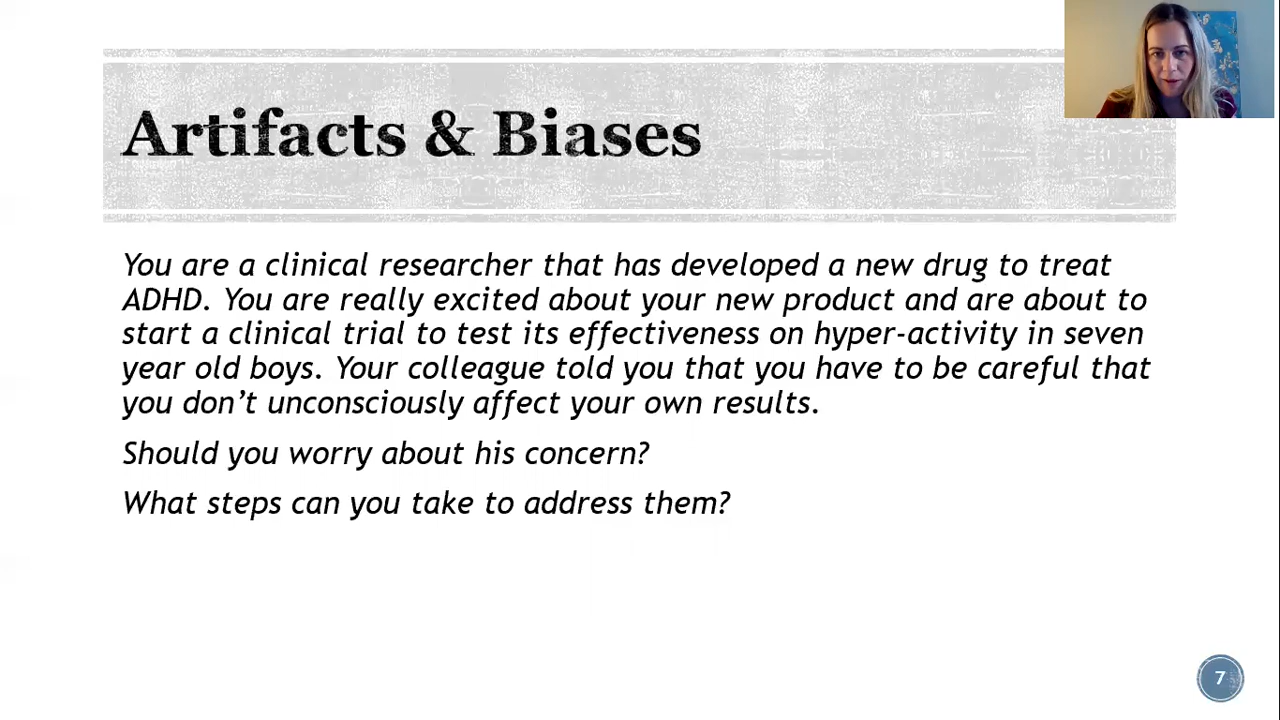 Artifacts & Biases
You are a clinical researcher that has developed a new drug to treat
ADHD. You are really excited about your new product and are about to
start a clinical trial to test its effectiveness on hyper-activity in seven
year old boys. Your colleague told you that you have to be careful that
you don’t unconsciously affect your own results.
Should you worry about his concern?
What steps can you take to address them?
7